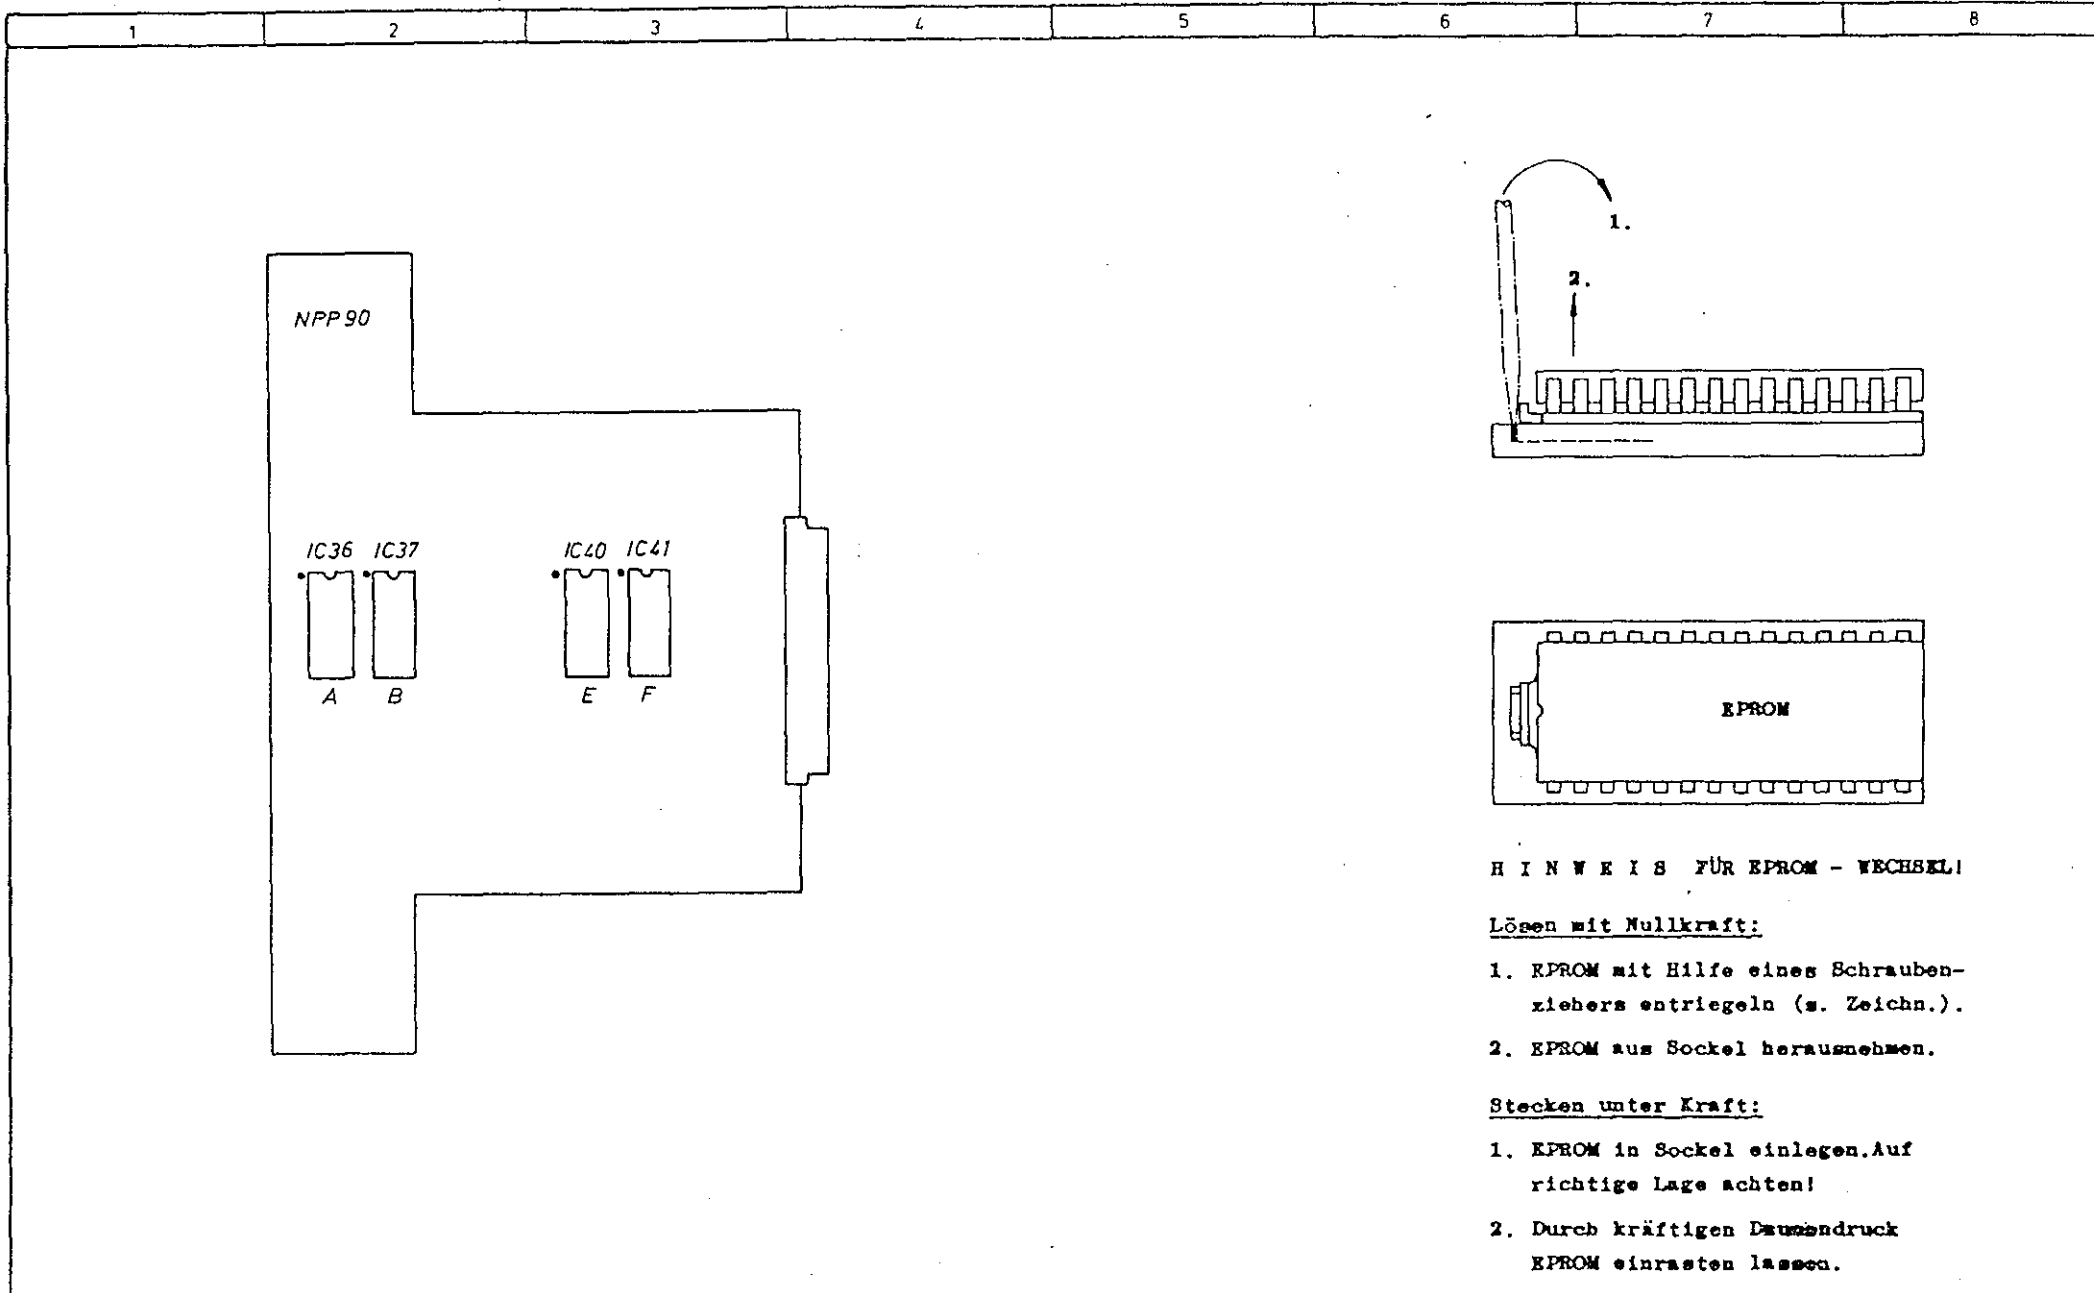 1 2 3 4 5 6 7 8
NPP90
IC36 IC37 IC40 IC41
A B E F
1.
2.
EPROM
H I N W E I S FÜR EPROM - WECHSEL!
Lösen mit Nullkraft:
1. EPROM mit Hilfe eines Schrauben-
ziehers entriegeln (s. Zeichn.).
2. EPROM aus Sockel herausnehmen.
Stecken unter Kraft:
1. EPROM in Sockel einlegen.Auf
richtige Lage achten!
2. Durch kräftigen Daumendruck
EPROM einrasten lassen.